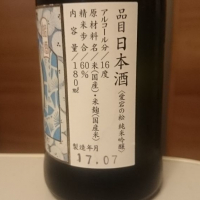 品目 日本酒
〈愛宕の松 純米吟醸〉
アルコール分／16度
原材料名／米(国産)・米麹(国産米)
精米歩合／60%
内容量／180ml
製造年月
17.07